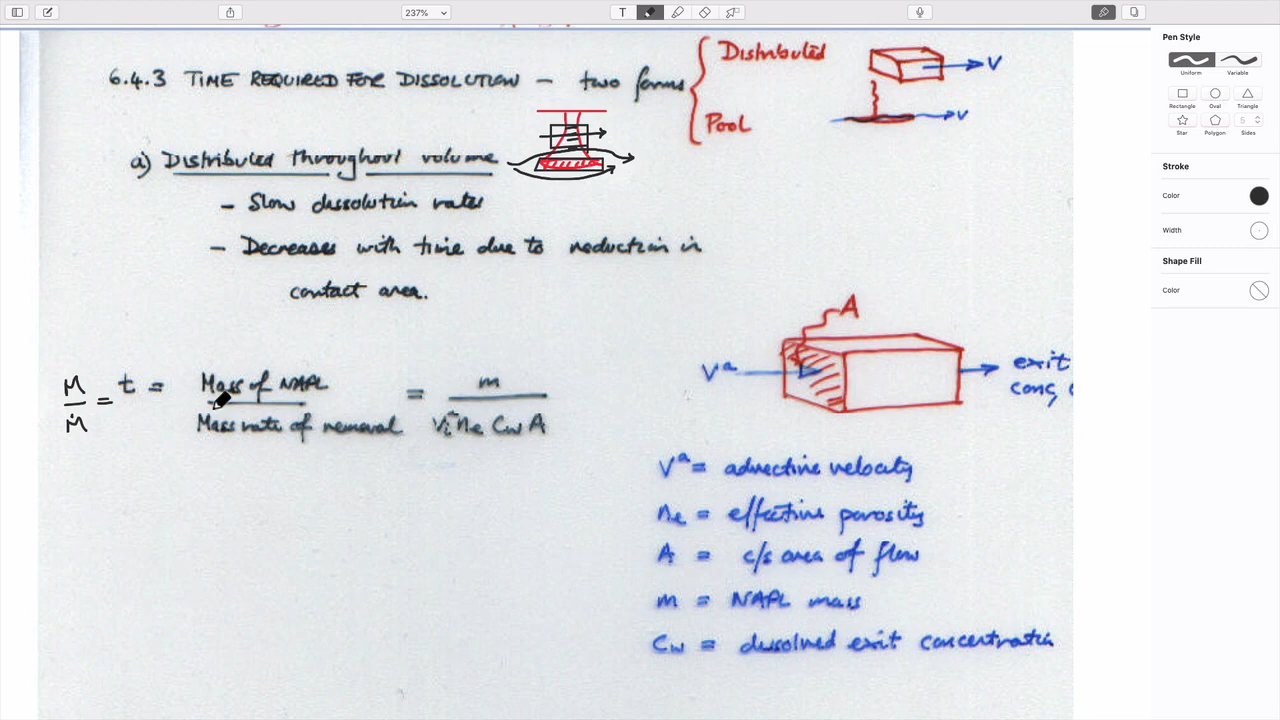 237%
T
Pen Style
Uniform
Variable
Rectangle
Oval
Triangle
Star
Polygon
5
Sides
Stroke
Color
Width
Shape Fill
Color
6.4.3 TIME REQUIRED FOR DISSOLUTION – two forms
Distributed
V
Pool
V
a) Distributed throughout volume
- Slow dissolution rates
- Decreases with time due to reduction in
contact area.
A
M/Ṁ = t = Mass of NAPL / Mass rate of removal = m / ne Cw A
Vᵃ
exit
conc
Vᵃ = advective velocity
ne = effective porosity
A = c/s area of flow
m = NAPL mass
Cw = dissolved exit concentration